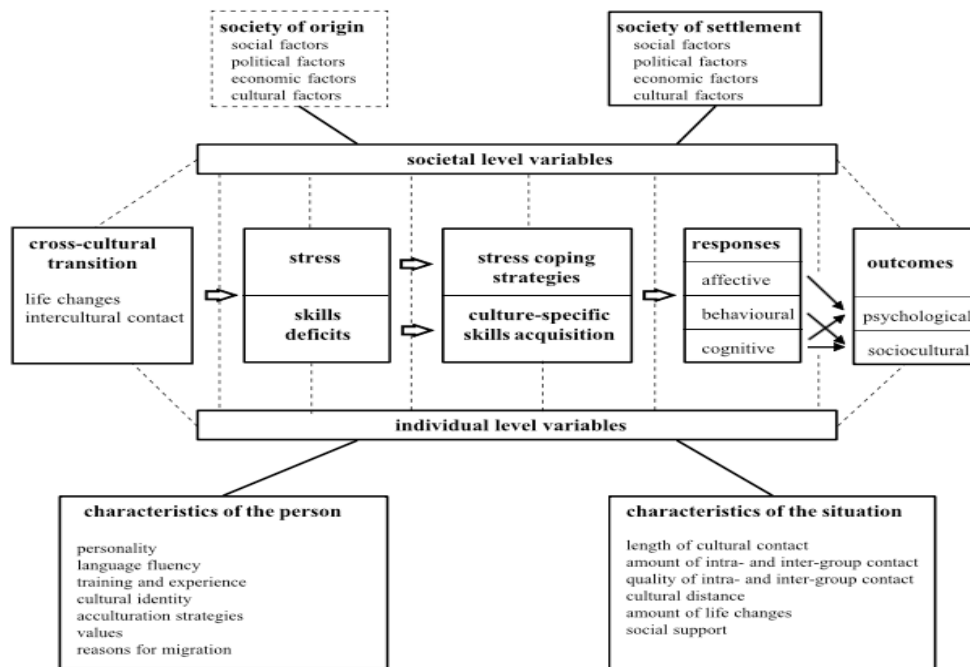 society of origin
social factors
political factors
economic factors
cultural factors
society of settlement
social factors
political factors
economic factors
cultural factors
societal level variables
cross-cultural
transition
life changes
intercultural contact
stress
skills
deficits
stress coping
strategies
culture-specific
skills acquisition
responses
affective
behavioural
cognitive
outcomes
psychological
sociocultural
individual level variables
characteristics of the person
personality
language fluency
training and experience
cultural identity
acculturation strategies
values
reasons for migration
characteristics of the situation
length of cultural contact
amount of intra- and inter-group contact
quality of intra- and inter-group contact
cultural distance
amount of life changes
social support